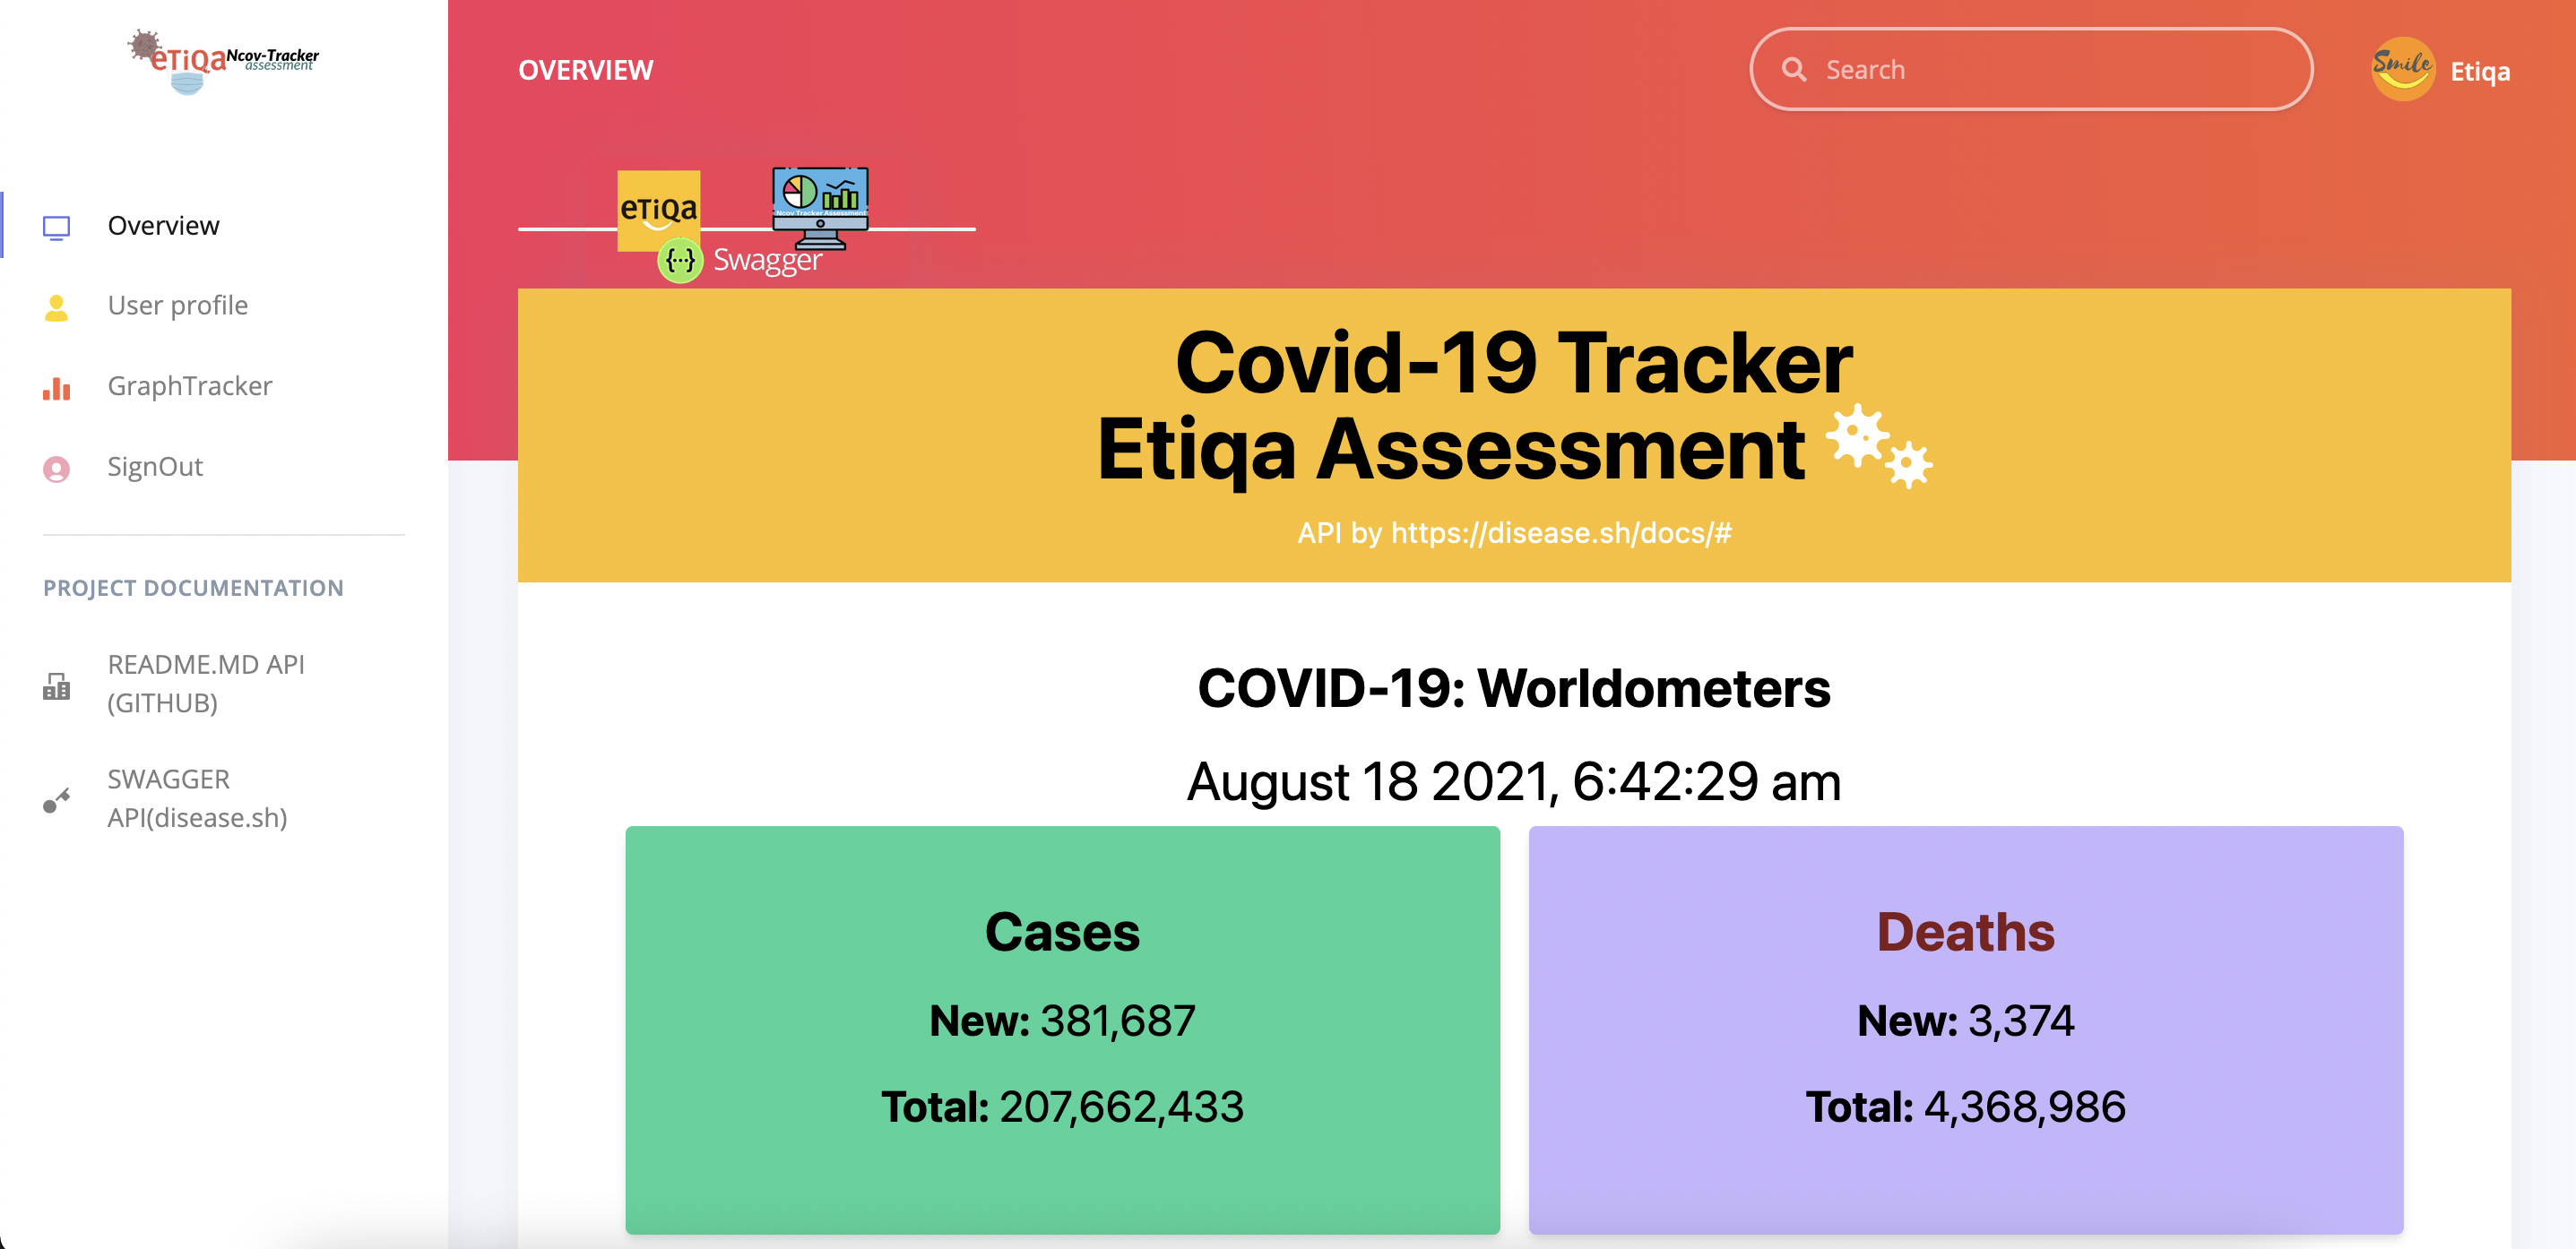 eTiQa Ncov-Tracker
assessment
Overview
User profile
GraphTracker
SignOut
PROJECT DOCUMENTATION
README.MD API
(GITHUB)
SWAGGER
API(disease.sh)
OVERVIEW
Search
Smile
Etiqa
eTiQa
Ncov Tracker Assessment
{···} Swagger
Covid-19 Tracker
Etiqa Assessment
API by https://disease.sh/docs/#
COVID-19: Worldometers
August 18 2021, 6:42:29 am
Cases
New: 381,687
Total: 207,662,433
Deaths
New: 3,374
Total: 4,368,986